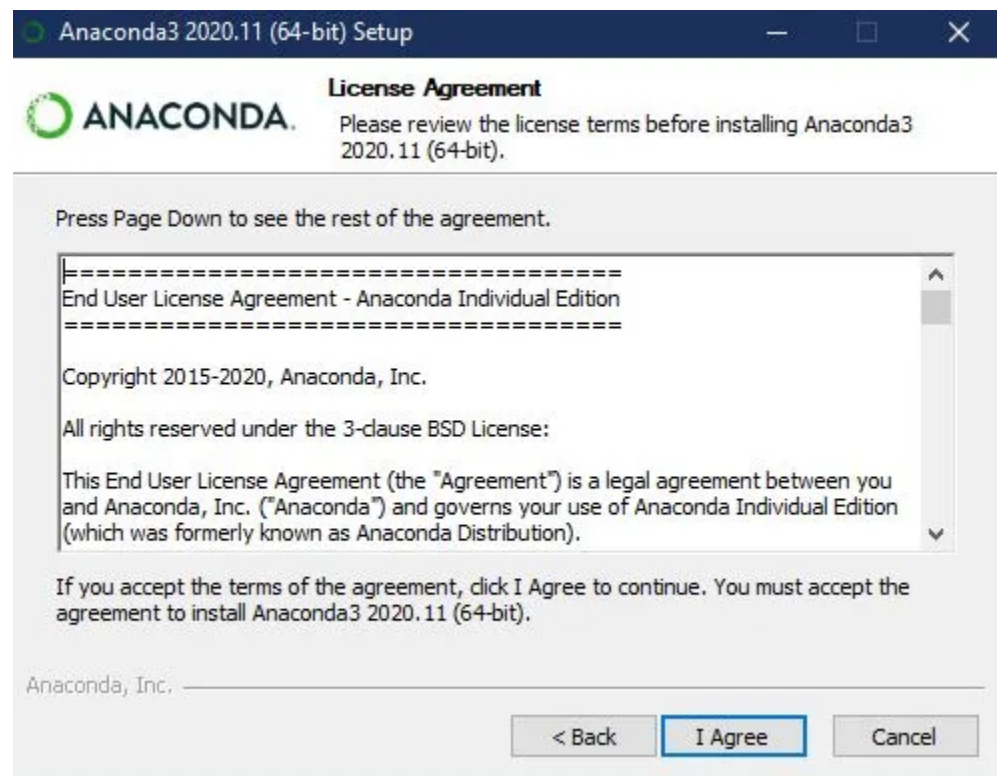 Anaconda3 2020.11 (64-bit) Setup
ANACONDA.
License Agreement
Please review the license terms before installing Anaconda3
2020.11 (64-bit).
Press Page Down to see the rest of the agreement.
===================================
End User License Agreement - Anaconda Individual Edition
===================================
Copyright 2015-2020, Anaconda, Inc.
All rights reserved under the 3-clause BSD License:
This End User License Agreement (the "Agreement") is a legal agreement between you
and Anaconda, Inc. ("Anaconda") and governs your use of Anaconda Individual Edition
(which was formerly known as Anaconda Distribution).
If you accept the terms of the agreement, click I Agree to continue. You must accept the
agreement to install Anaconda3 2020.11 (64-bit).
Anaconda, Inc.
< Back
I Agree
Cancel